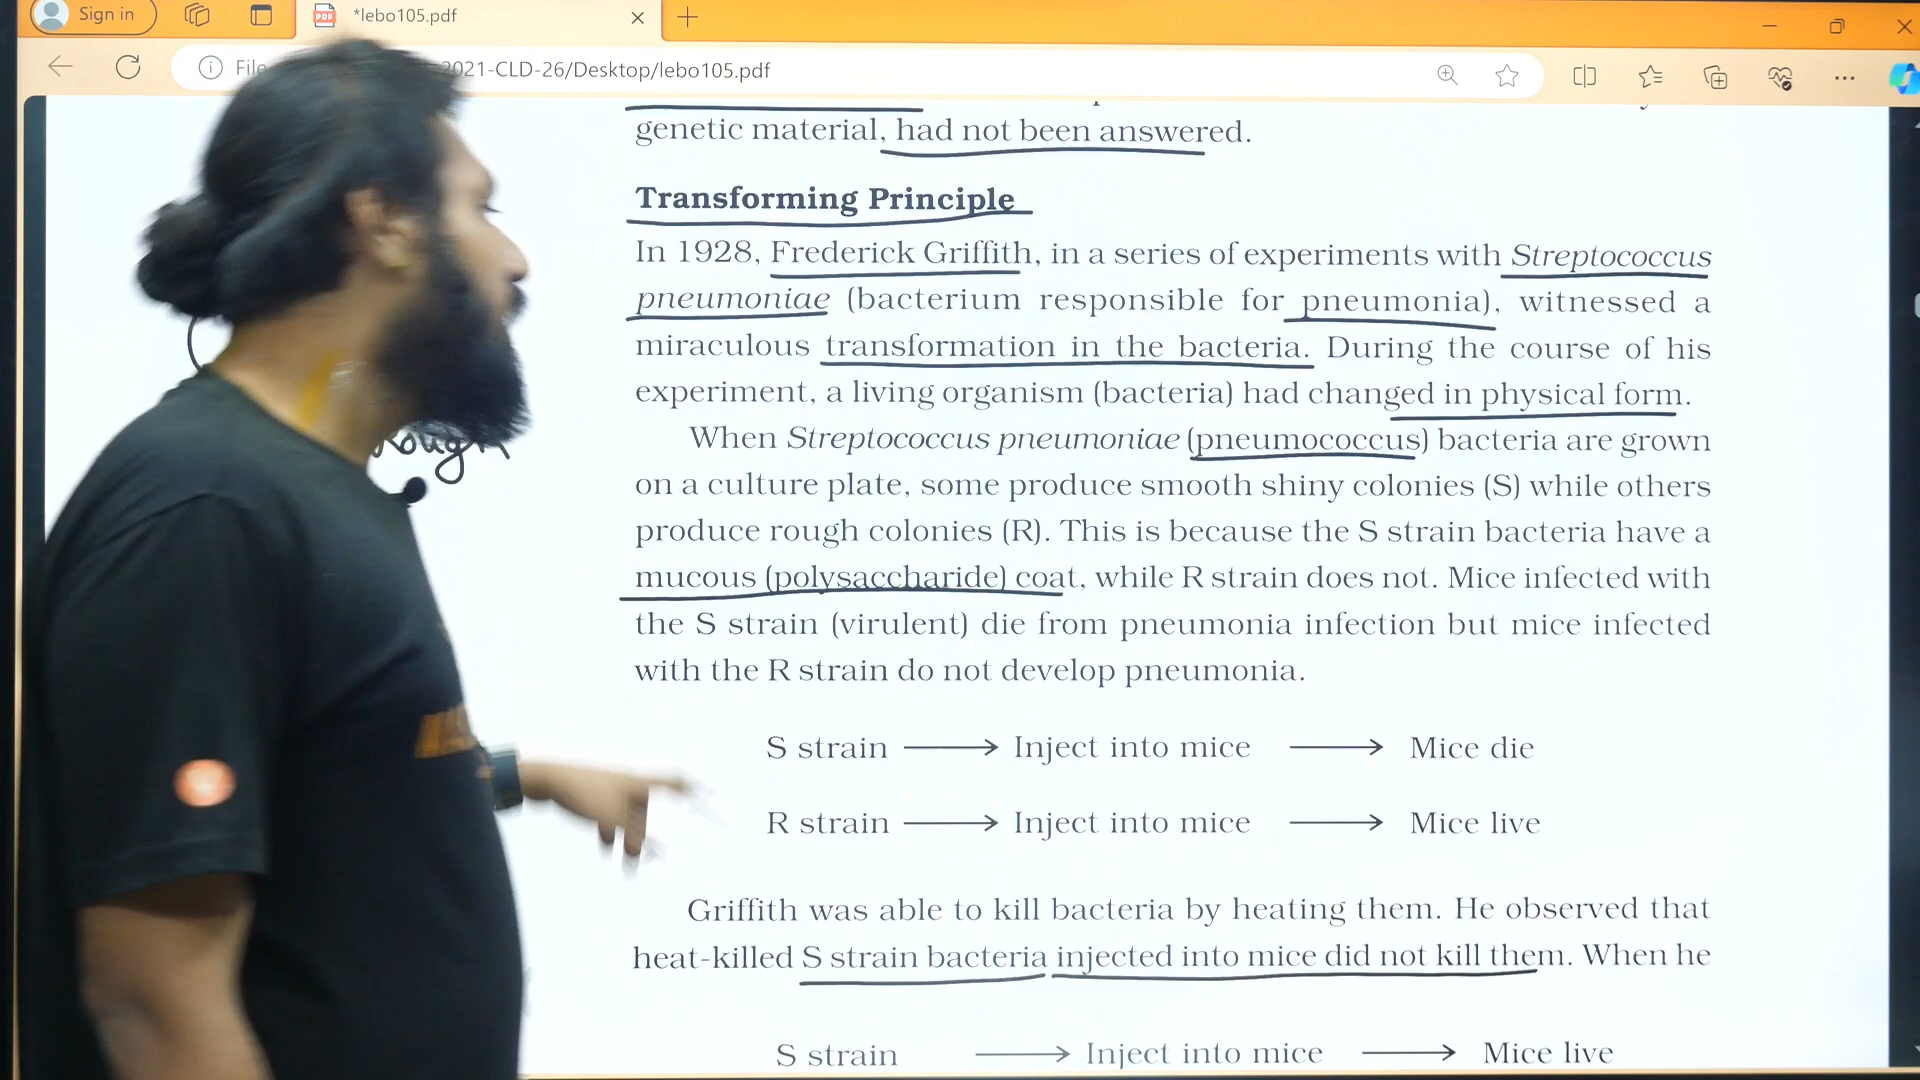 Sign in
*lebo105.pdf
File
2021-CLD-26/Desktop/lebo105.pdf
genetic material, had not been answered.
Transforming Principle
In 1928, Frederick Griffith, in a series of experiments with Streptococcus
pneumoniae (bacterium responsible for pneumonia), witnessed a
miraculous transformation in the bacteria. During the course of his
experiment, a living organism (bacteria) had changed in physical form.
When Streptococcus pneumoniae (pneumococcus) bacteria are grown
on a culture plate, some produce smooth shiny colonies (S) while others
produce rough colonies (R). This is because the S strain bacteria have a
mucous (polysaccharide) coat, while R strain does not. Mice infected with
the S strain (virulent) die from pneumonia infection but mice infected
with the R strain do not develop pneumonia.
S strain → Inject into mice → Mice die
R strain → Inject into mice → Mice live
Griffith was able to kill bacteria by heating them. He observed that
heat-killed S strain bacteria injected into mice did not kill them. When he
S strain → Inject into mice → Mice live